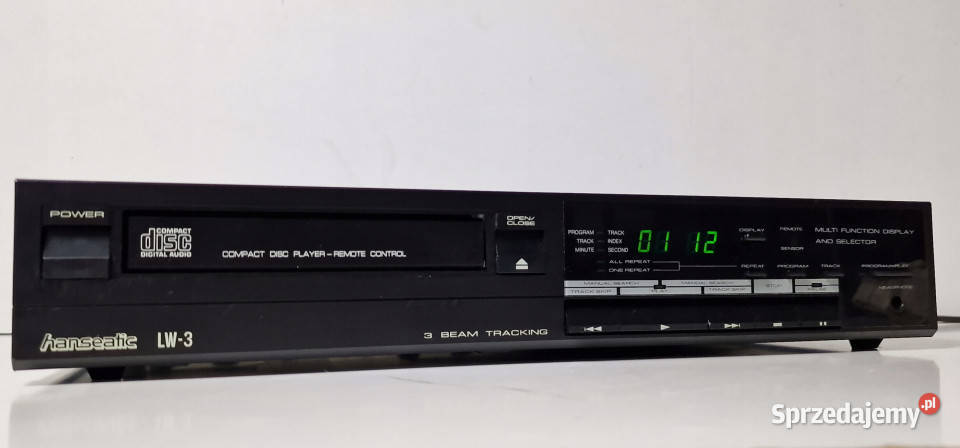 POWER
COMPACT
disc
DIGITAL AUDIO
COMPACT DISC PLAYER – REMOTE CONTROL
OPEN/
CLOSE
hanseatic LW-3
3 BEAM TRACKING
PROGRAM TRACK
TRACK INDEX
MINUTE SECOND
01 12
ALL REPEAT
ONE REPEAT
DISPLAY
REMOTE
SENSOR
MULTI FUNCTION DISPLAY
AND SELECTOR
REPEAT PROGRAM TRACK
MANUAL SEARCH MANUAL SEARCH
TRACK SKIP PLAY TRACK SKIP
STOP
PAUSE
HEADPHONE
Sprzedajemy.pl